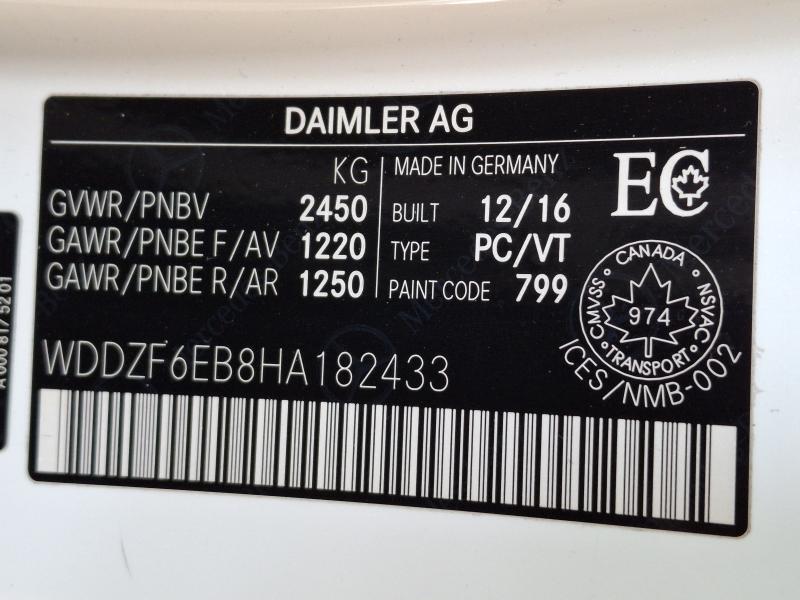 DAIMLER AG
KG
GVWR/PNBV 2450
GAWR/PNBE F/AV 1220
GAWR/PNBE R/AR 1250
MADE IN GERMANY
BUILT 12/16
TYPE PC/VT
PAINT CODE 799
EC
CANADA
NSVAC
TRANSPORT
CMVSS
974
ICES/NMB-002
WDDZF6EB8HA182433